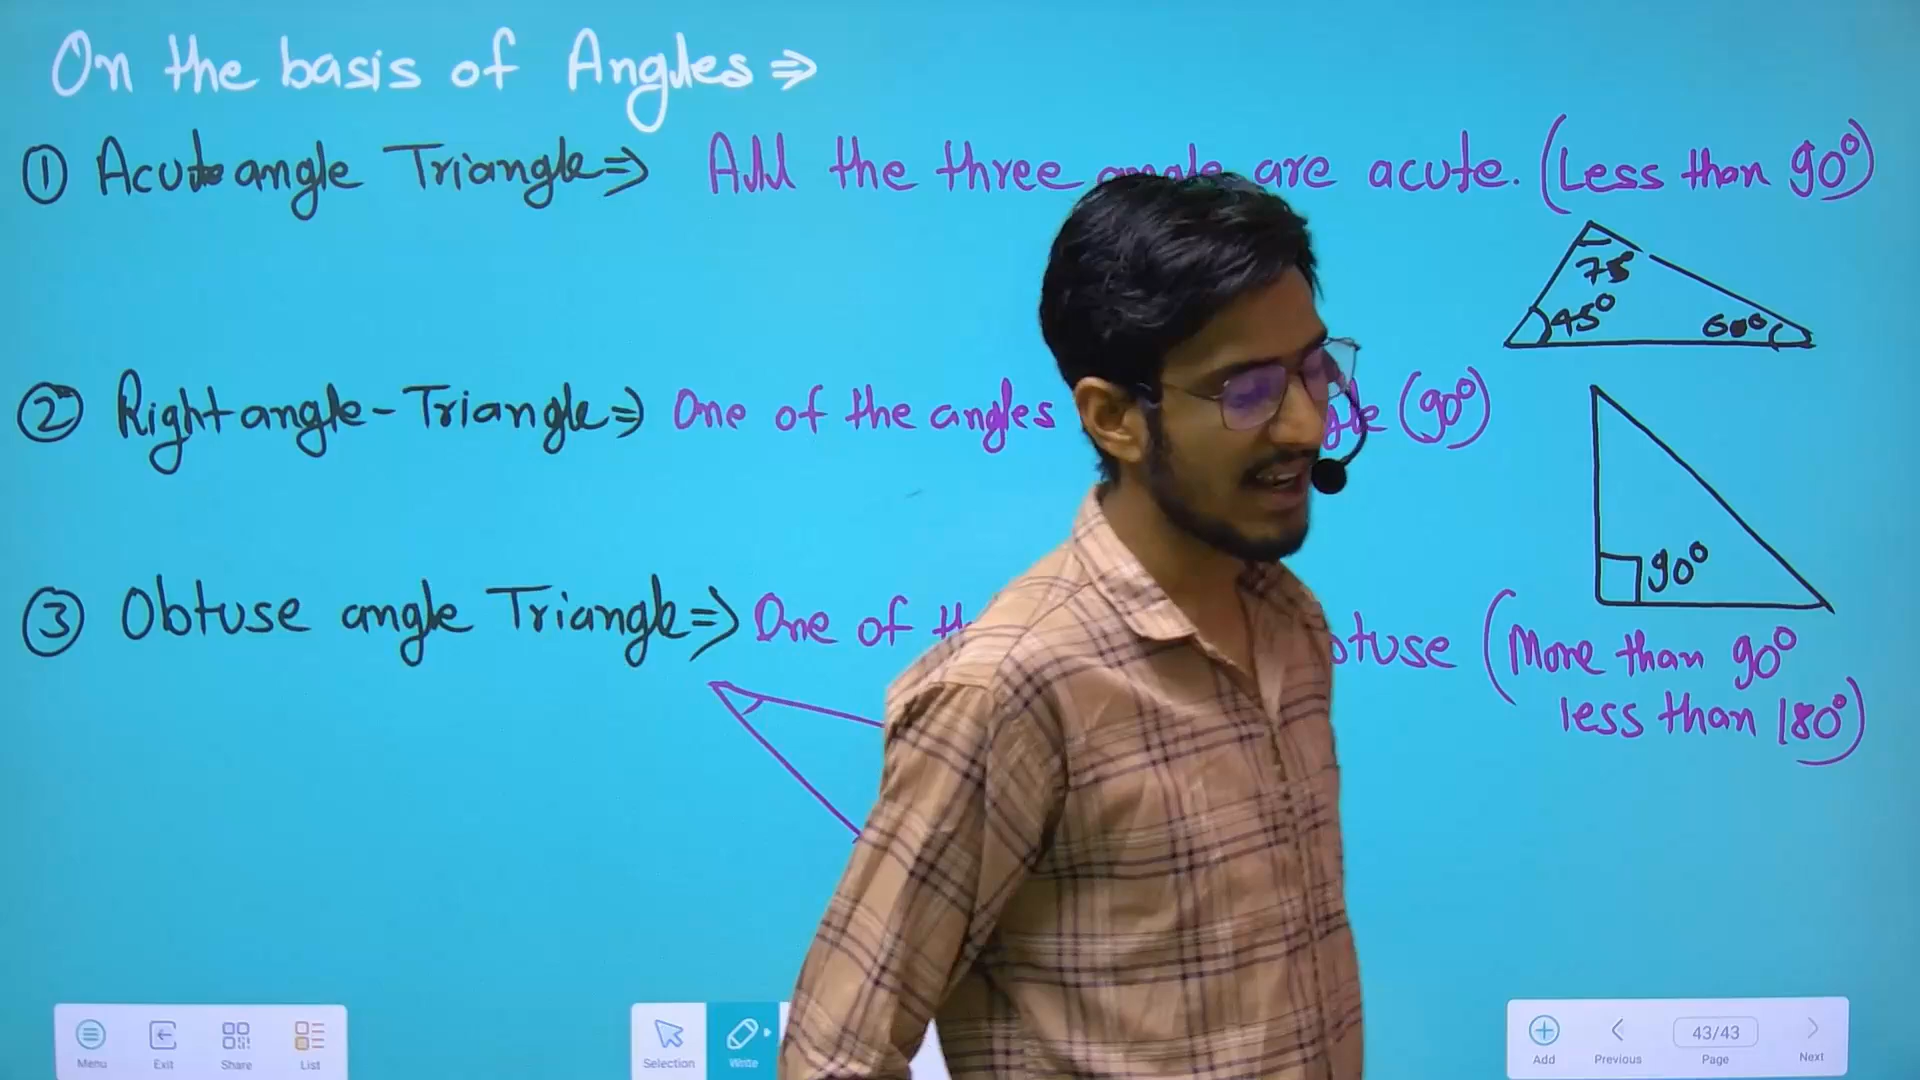 On the basis of Angles ⇒
① Acute angle Triangle ⇒ All the three angle are acute. (Less than 90°)
75
45°
60°
② Right angle - Triangle ⇒ One of the angles (90°)
90°
③ Obtuse angle Triangle ⇒ One of (More than 90°
less than 180°)
Menu Exit Share List
Selection Write
Add Previous 43/43 Page Next